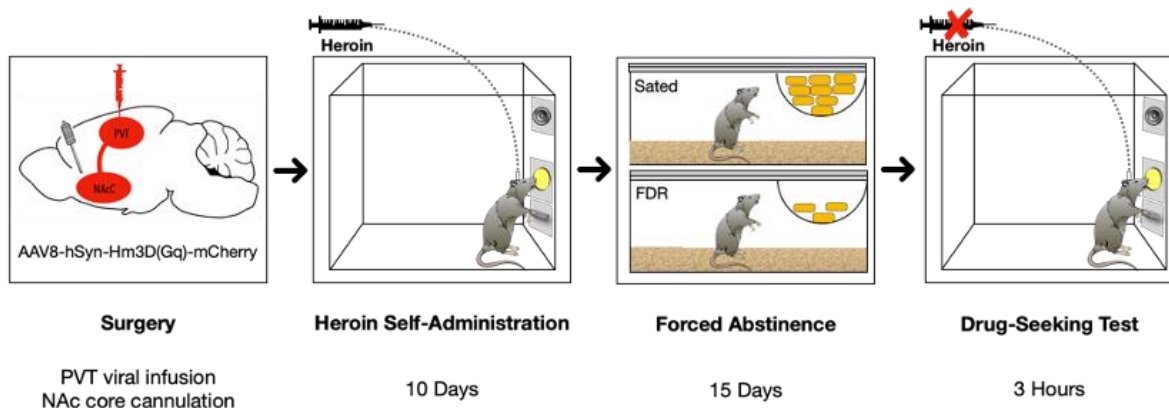 Heroin
Heroin
PVT
NAcC
AAV8-hSyn-Hm3D(Gq)-mCherry
Sated
FDR
Surgery
Heroin Self-Administration
Forced Abstinence
Drug-Seeking Test
PVT viral infusion
NAc core cannulation
10 Days
15 Days
3 Hours